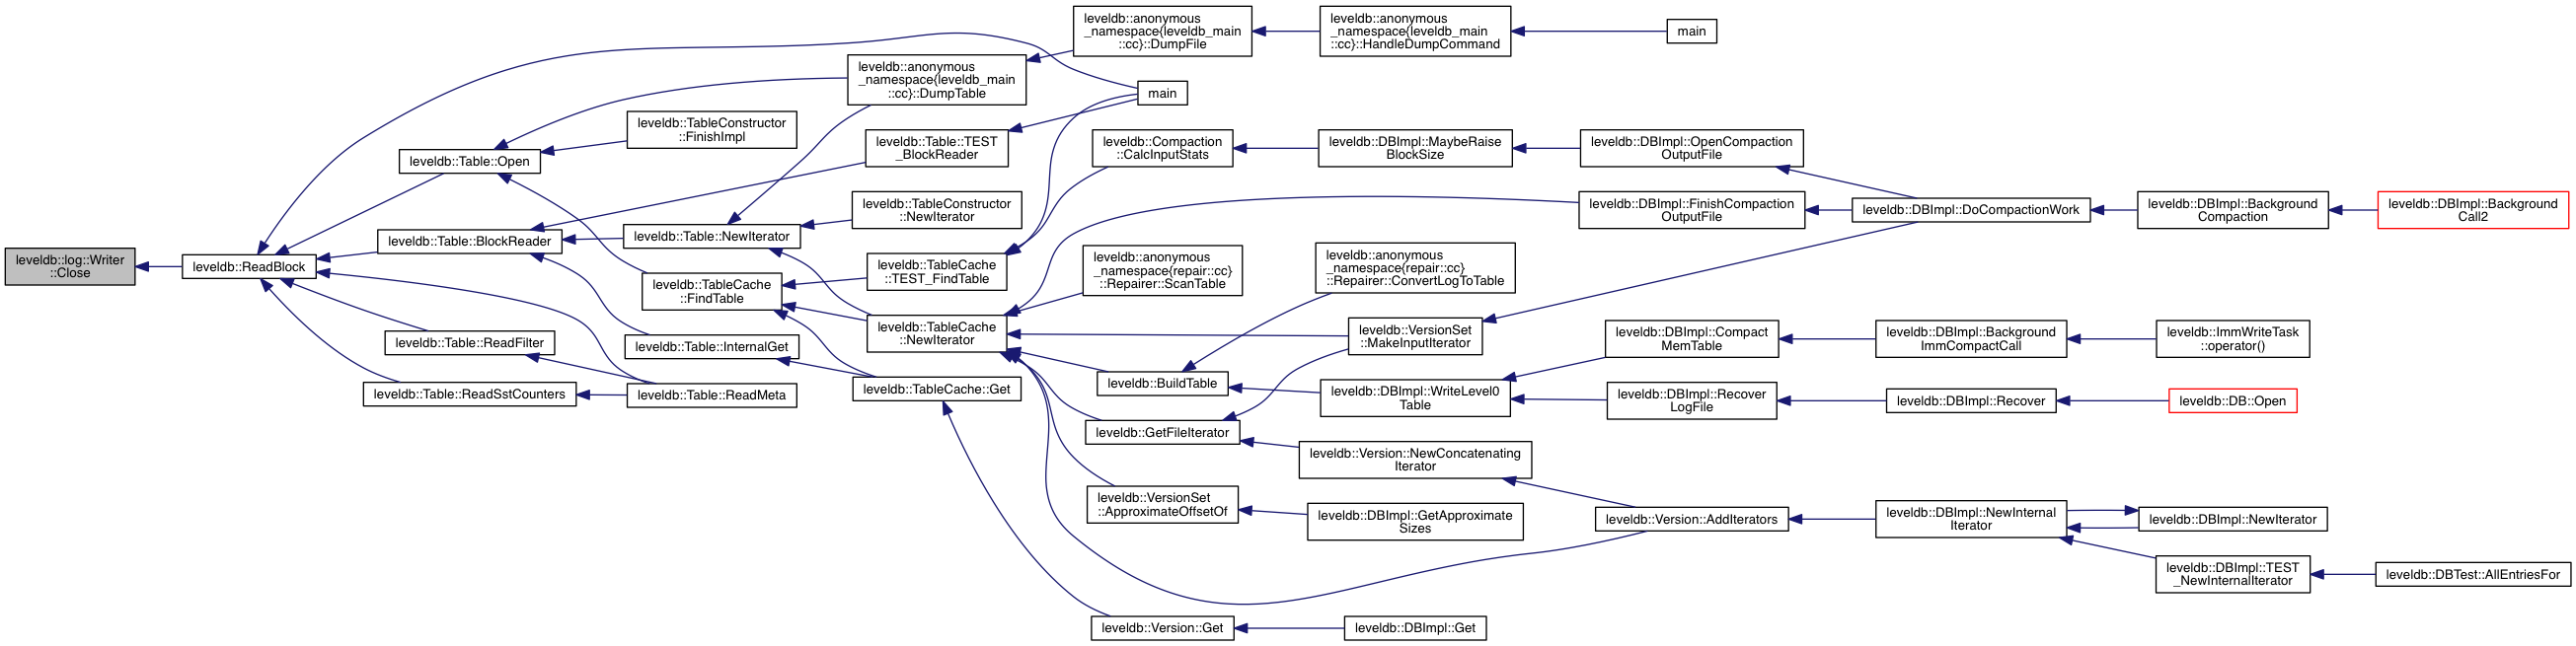 leveldb::log::Writer
::Close
leveldb::ReadBlock
leveldb::Table::Open
leveldb::Table::BlockReader
leveldb::Table::ReadFilter
leveldb::Table::ReadSstCounters
leveldb::TableConstructor
::FinishImpl
leveldb::Table::NewIterator
leveldb::TableCache
::FindTable
leveldb::Table::InternalGet
leveldb::Table::ReadMeta
leveldb::anonymous
_namespace{leveldb_main
::cc}::DumpTable
leveldb::Table::TEST
_BlockReader
leveldb::TableConstructor
::NewIterator
leveldb::TableCache
::TEST_FindTable
leveldb::TableCache
::NewIterator
leveldb::TableCache::Get
leveldb::anonymous
_namespace{leveldb_main
::cc}::DumpFile
main
leveldb::Compaction
::CalcInputStats
leveldb::anonymous
_namespace{repair::cc}
::Repairer::ScanTable
leveldb::BuildTable
leveldb::GetFileIterator
leveldb::VersionSet
::ApproximateOffsetOf
leveldb::Version::Get
leveldb::anonymous
_namespace{leveldb_main
::cc}::HandleDumpCommand
leveldb::DBImpl::MaybeRaise
BlockSize
leveldb::anonymous
_namespace{repair::cc}
::Repairer::ConvertLogToTable
leveldb::VersionSet
::MakeInputIterator
leveldb::DBImpl::WriteLevel0
Table
leveldb::Version::NewConcatenating
Iterator
leveldb::DBImpl::GetApproximate
Sizes
leveldb::DBImpl::Get
main
leveldb::DBImpl::OpenCompaction
OutputFile
leveldb::DBImpl::FinishCompaction
OutputFile
leveldb::DBImpl::Compact
MemTable
leveldb::DBImpl::Recover
LogFile
leveldb::Version::AddIterators
leveldb::DBImpl::DoCompactionWork
leveldb::DBImpl::Background
ImmCompactCall
leveldb::DBImpl::Recover
leveldb::DBImpl::NewInternal
Iterator
leveldb::DBImpl::Background
Compaction
leveldb::ImmWriteTask
::operator()
leveldb::DB::Open
leveldb::DBImpl::NewIterator
leveldb::DBImpl::TEST
_NewInternalIterator
leveldb::DBImpl::Background
Call2
leveldb::DBTest::AllEntriesFor